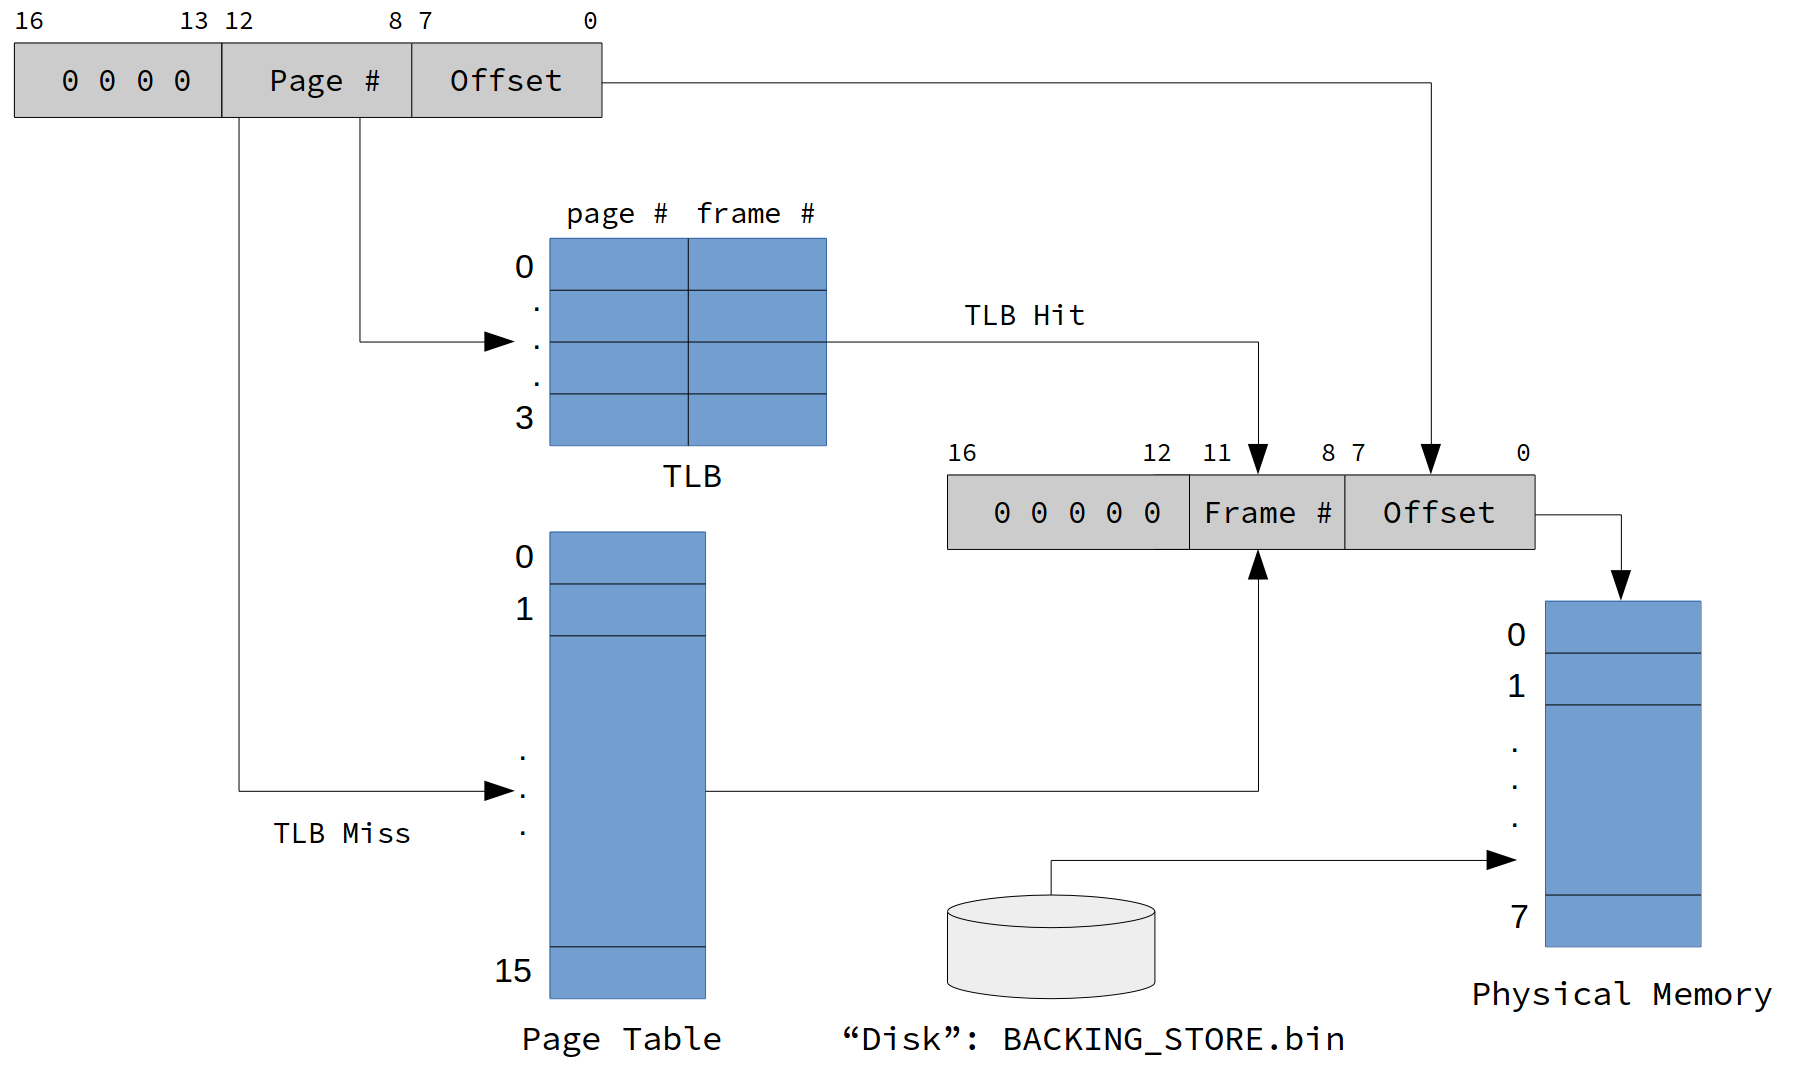 16 13 12 8 7 0
0 0 0 0 Page # Offset
page # frame #
0
.
.
.
3
TLB
TLB Hit
16 12 11 8 7 0
0 0 0 0 0 Frame # Offset
0
1
.
.
.
15
Page Table
TLB Miss
0
1
.
.
.
7
Physical Memory
“Disk”: BACKING_STORE.bin